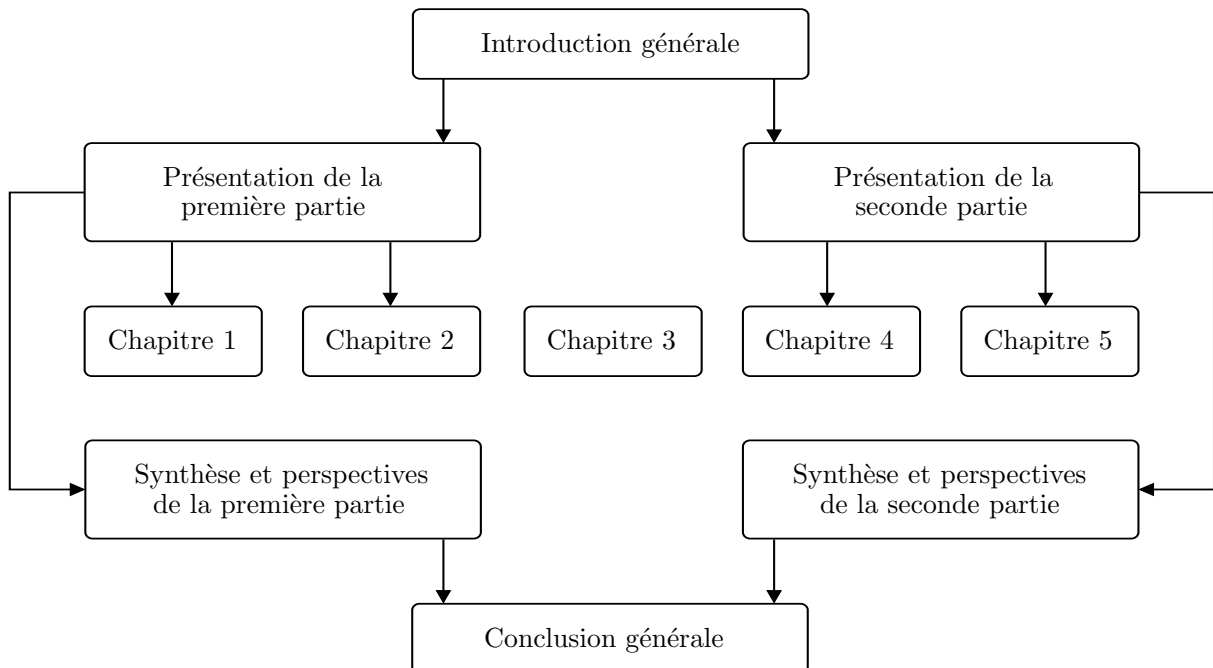 Introduction générale
Présentation de la
première partie
Présentation de la
seconde partie
Chapitre 1
Chapitre 2
Chapitre 3
Chapitre 4
Chapitre 5
Synthèse et perspectives
de la première partie
Synthèse et perspectives
de la seconde partie
Conclusion générale